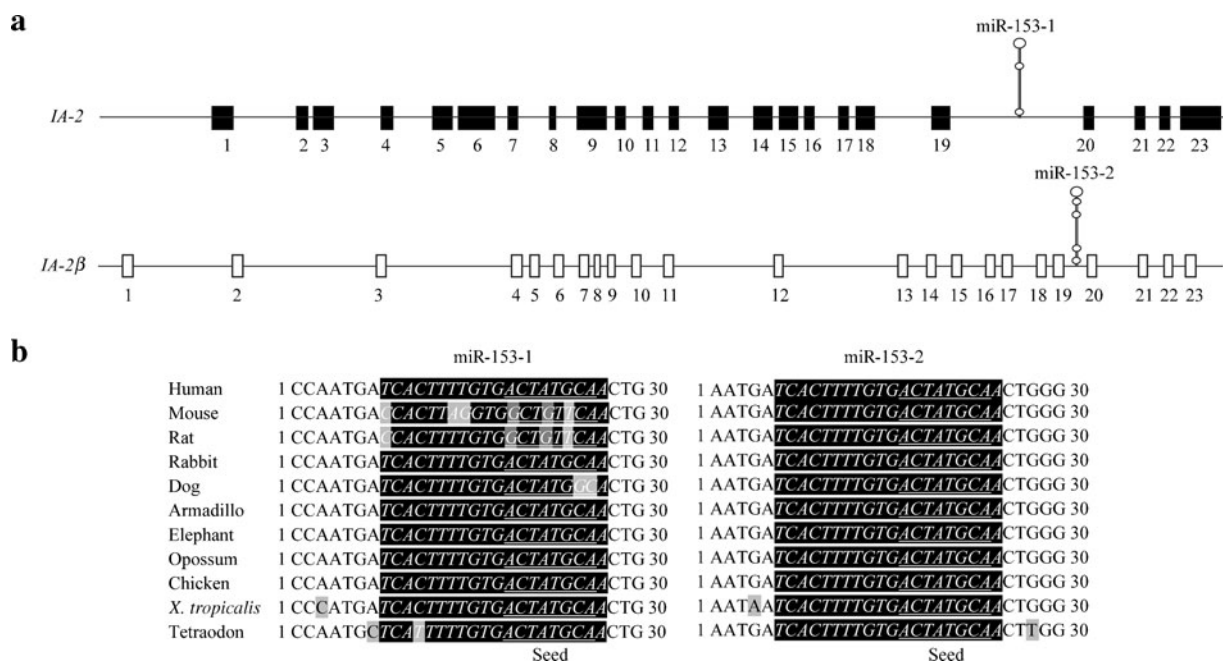 a
miR-153-1
IA-2
1 2 3 4 5 6 7 8 9 10 11 12 13 14 15 16 17 18 19 20 21 22 23
miR-153-2
IA-2β
1 2 3 4 5 6 7 8 9 10 11 12 13 14 15 16 17 18 19 20 21 22 23
b
miR-153-1 miR-153-2
Human 1 CCAATGATCACTTTTGTGACTATGCAACTG 30 1 AATGATCACTTTTGTGACTATGCAACTGGG 30
Mouse 1 CCAATGACCACTTAGGTGGCTGTTCAACTG 30 1 AATGATCACTTTTGTGACTATGCAACTGGG 30
Rat 1 CCAATGACCACTTTTGTGGCTGTTCAACTG 30 1 AATGATCACTTTTGTGACTATGCAACTGGG 30
Rabbit 1 CCAATGATCACTTTTGTGACTATGCAACTG 30 1 AATGATCACTTTTGTGACTATGCAACTGGG 30
Dog 1 CCAATGATCACTTTTGTGACTATGGCACTG 30 1 AATGATCACTTTTGTGACTATGCAACTGGG 30
Armadillo 1 CCAATGATCACTTTTGTGACTATGCAACTG 30 1 AATGATCACTTTTGTGACTATGCAACTGGG 30
Elephant 1 CCAATGATCACTTTTGTGACTATGCAACTG 30 1 AATGATCACTTTTGTGACTATGCAACTGGG 30
Opossum 1 CCAATGATCACTTTTGTGACTATGCAACTG 30 1 AATGATCACTTTTGTGACTATGCAACTGGG 30
Chicken 1 CCAATGATCACTTTTGTGACTATGCAACTG 30 1 AATGATCACTTTTGTGACTATGCAACTGGG 30
X. tropicalis 1 CCCATGATCACTTTTGTGACTATGCAACTG 30 1 AATAATCACTTTTGTGACTATGCAACTGGG 30
Tetraodon 1 CCAATGCTCATTTTTGTGACTATGCAACTG 30 1 AATGATCACTTTTGTGACTATGCAACTTGG 30
Seed Seed